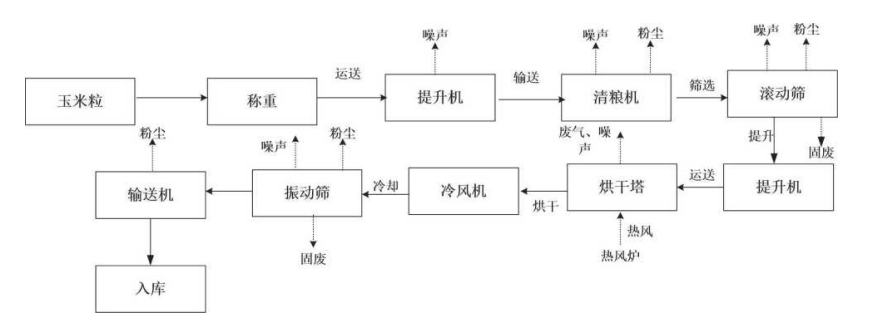 噪声
噪声
粉尘
噪声
粉尘
玉米粒
称重
运送
提升机
输送
清粮机
筛选
滚动筛
粉尘
噪声
粉尘
废气、噪
声
提升
固废
输送机
振动筛
冷却
冷风机
烘干
烘干塔
运送
提升机
固废
热风
热风炉
入库